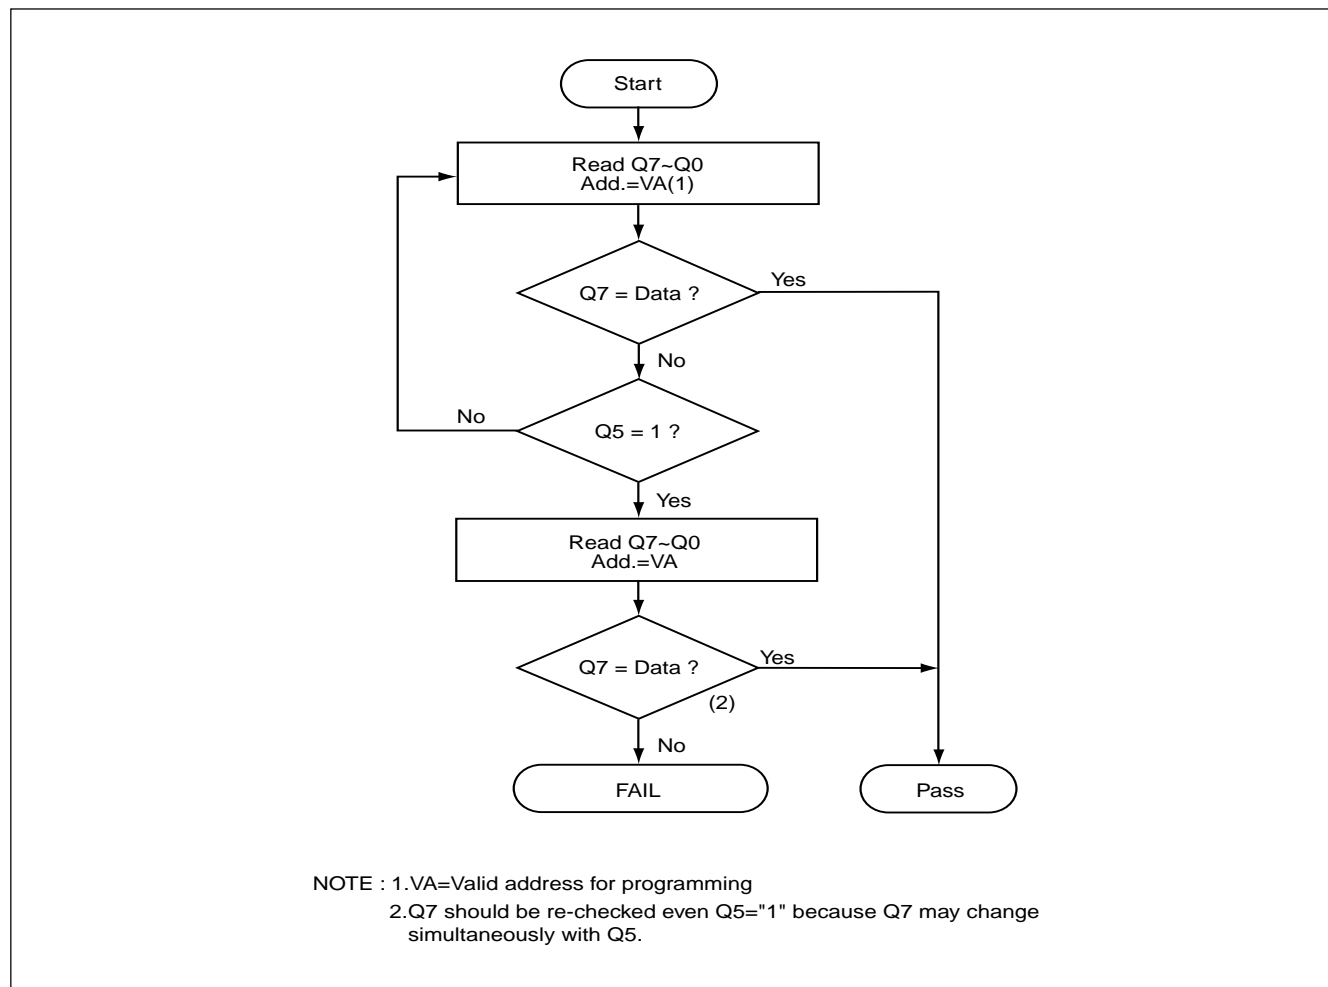 Start
Read Q7~Q0
Add.=VA(1)
Q7 = Data ?
Yes
No
No
Q5 = 1 ?
Yes
Read Q7~Q0
Add.=VA
Q7 = Data ?
Yes
(2)
No
FAIL
Pass
NOTE : 1.VA=Valid address for programming
2.Q7 should be re-checked even Q5="1" because Q7 may change
simultaneously with Q5.